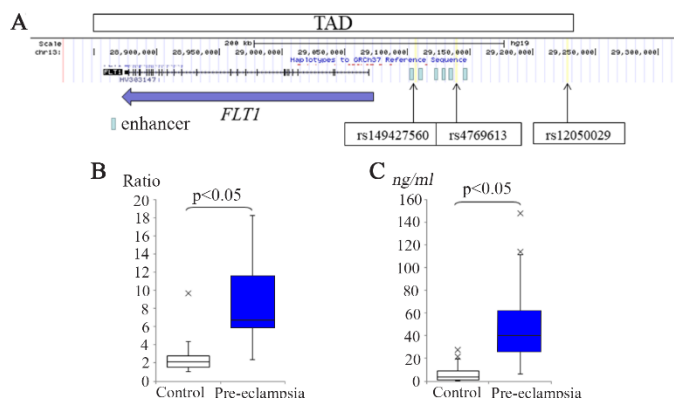 A
TAD
Scale
chr13:
200 kb
hg19
28,900,000
28,950,000
29,000,000
29,050,000
29,100,000
29,150,000
29,200,000
29,250,000
29,300,000
Haplotypes to GRCh37 Reference Sequence
FLT1
FLT1
enhancer
rs149427560
rs4769613
rs12050029
B
Ratio
p<0.05
20
18
16
14
12
10
8
6
4
2
0
Control
Pre-eclampsia
C
ng/ml
p<0.05
160
140
120
100
80
60
40
20
0
Control
Pre-eclampsia